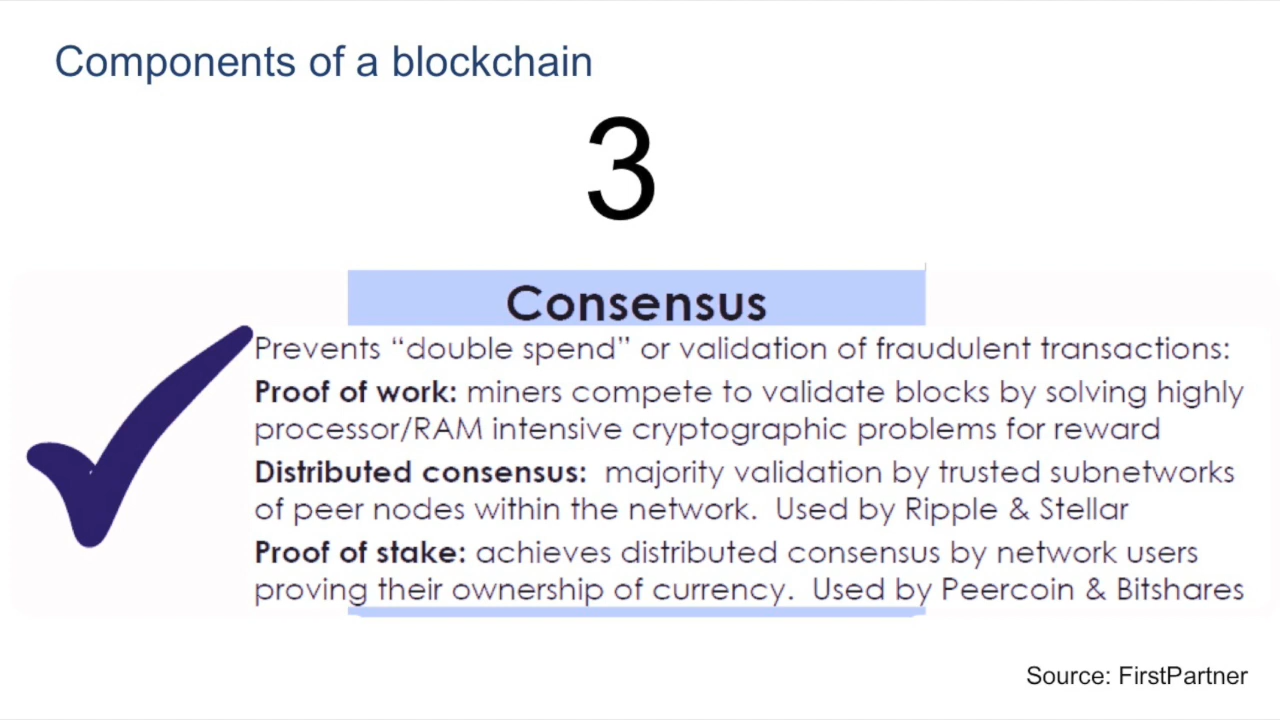 Components of a blockchain
3
Consensus
Prevents “double spend” or validation of fraudulent transactions:
Proof of work: miners compete to validate blocks by solving highly
processor/RAM intensive cryptographic problems for reward
Distributed consensus:  majority validation by trusted subnetworks
of peer nodes within the network.  Used by Ripple & Stellar
Proof of stake: achieves distributed consensus by network users
proving their ownership of currency.  Used by Peercoin & Bitshares
Source: FirstPartner